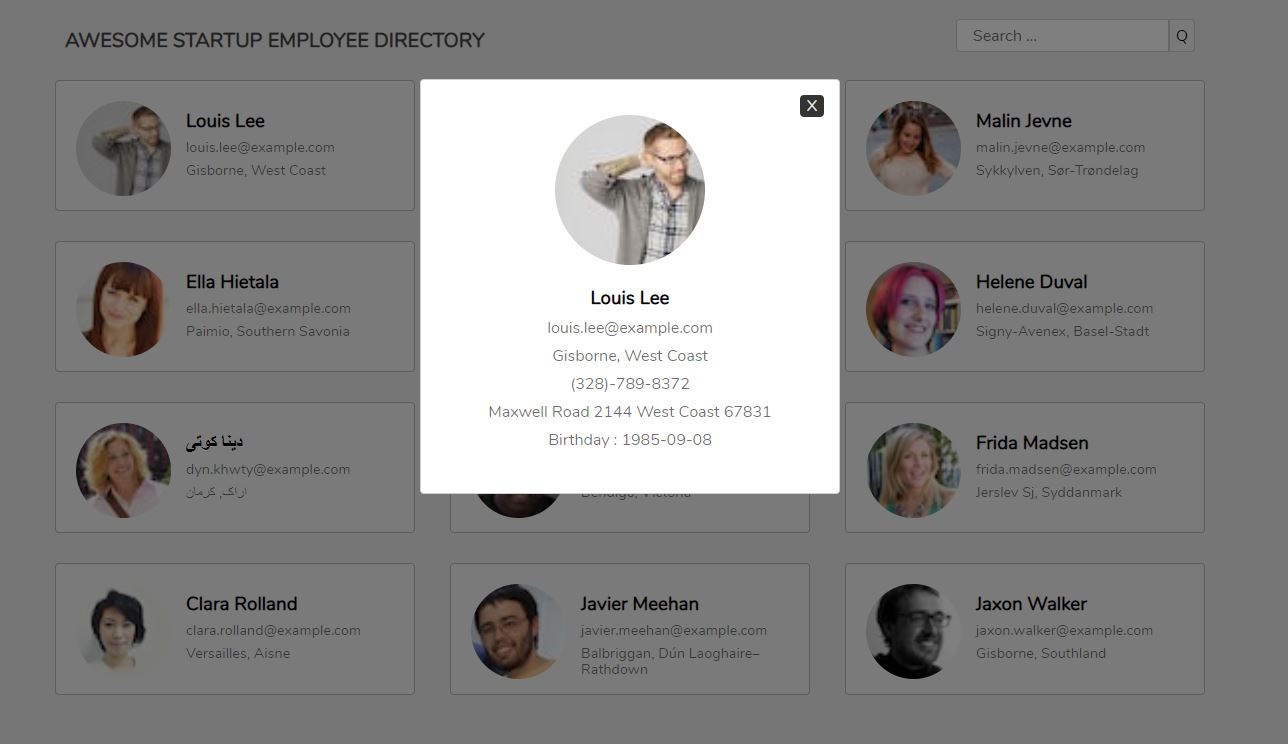 AWESOME STARTUP EMPLOYEE DIRECTORY
Search ...
Q
Louis Lee
louis.lee@example.com
Gisborne, West Coast
X
Louis Lee
louis.lee@example.com
Gisborne, West Coast
(328)-789-8372
Maxwell Road 2144 West Coast 67831
Birthday : 1985-09-08
Malin Jevne
malin.jevne@example.com
Sykkylven, Sør-Trøndelag
Ella Hietala
ella.hietala@example.com
Paimio, Southern Savonia
Helene Duval
helene.duval@example.com
Signy-Avenex, Basel-Stadt
دینا کوتی
dyn.khwty@example.com
اراک, کرمان
Bendigo, Victoria
Frida Madsen
frida.madsen@example.com
Jerslev Sj, Syddanmark
Clara Rolland
clara.rolland@example.com
Versailles, Aisne
Javier Meehan
javier.meehan@example.com
Balbriggan, Dún Laoghaire–
Rathdown
Jaxon Walker
jaxon.walker@example.com
Gisborne, Southland